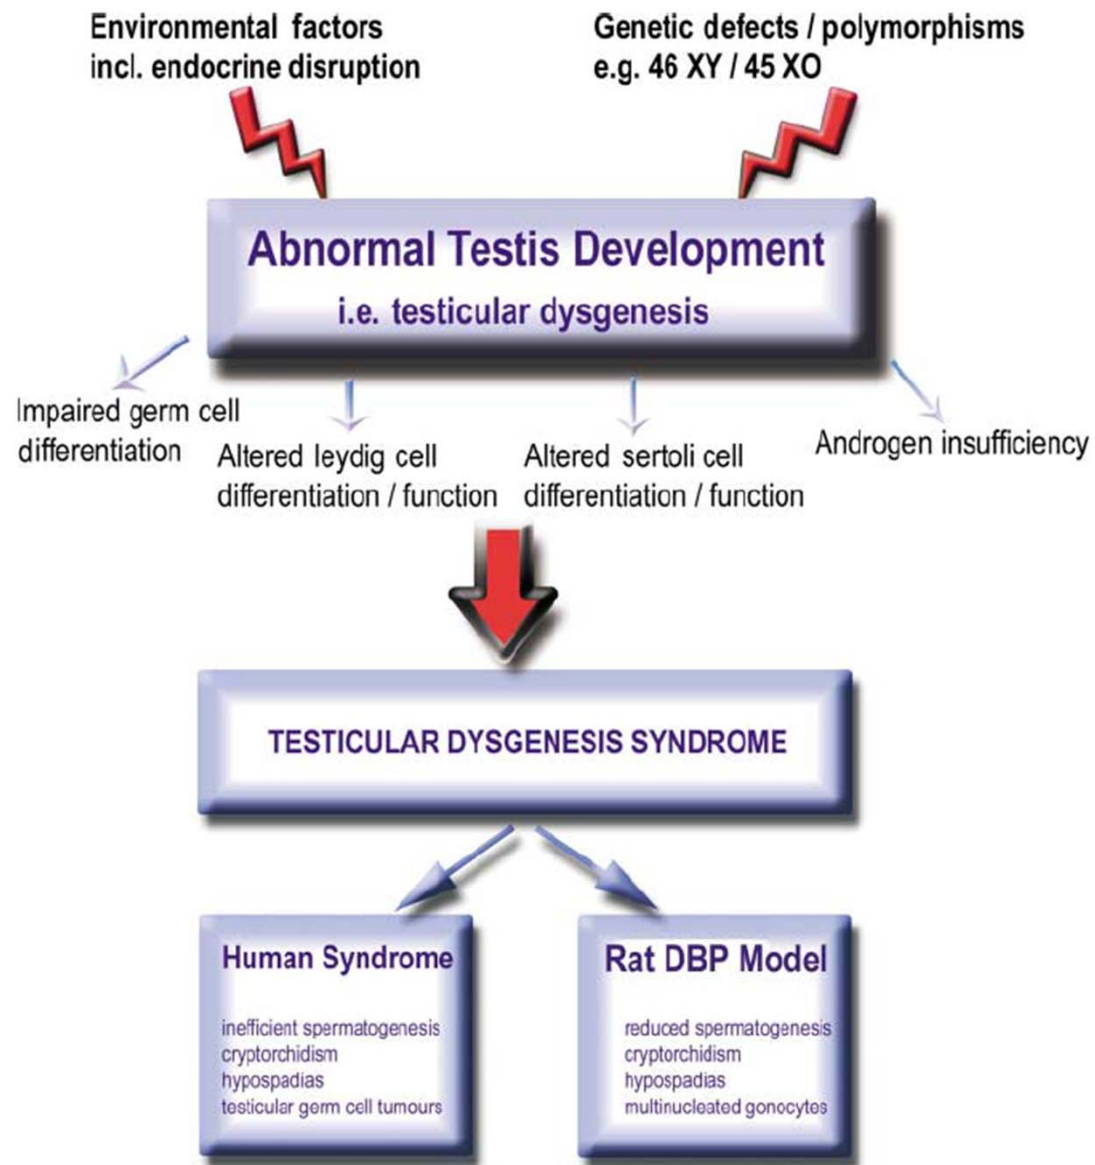 Environmental factors
incl. endocrine disruption
Genetic defects / polymorphisms
e.g. 46 XY / 45 XO
Abnormal Testis Development
i.e. testicular dysgenesis
Impaired germ cell
differentiation
Altered leydig cell
differentiation / function
Altered sertoli cell
differentiation / function
Androgen insufficiency
TESTICULAR DYSGENESIS SYNDROME
Human Syndrome
inefficient spermatogenesis
cryptorchidism
hypospadias
testicular germ cell tumours
Rat DBP Model
reduced spermatogenesis
cryptorchidism
hypospadias
multinucleated gonocytes